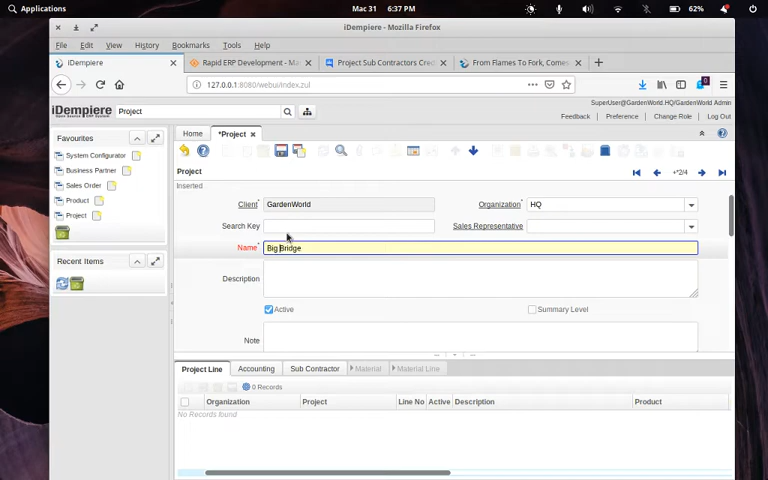 Applications
Mac 31 6:37 PM
62%
iDempiere - Mozilla Firefox
File Edit View History Bookmarks Tools Help
iDempiere
Rapid ERP Development - Ma
Project Sub Contractors Cre
From Flames To Fork, Comes
127.0.0.1:8080/webui/index.zul
iDempiere
Project
SuperUser@GardenWorld.HQ/GardenWorld Admin
Feedback Preference Change Role Log Out
Favourites
System Configurator
Business Partner
Sales Order
Product
Project
Recent Items
Home *Project
Project
+*2/4
Inserted
Client* GardenWorld Organization* HQ
Search Key Sales Representative
Name* Big Bridge
Description
Active Summary Level
Note
Project Line Accounting Sub Contractor Material Material Line
0 Records
Organization Project Line No Active Description Product
No Records found